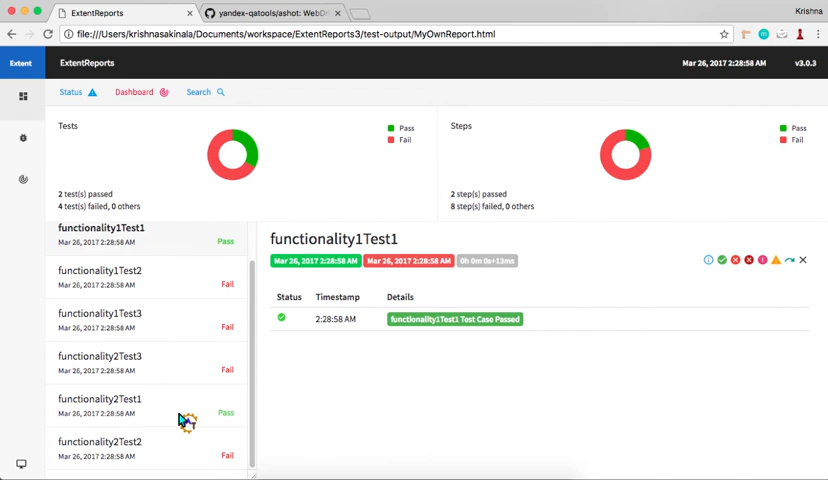 ExtentReports
yandex-qatools/ashot: WebDr
Krishna
file:///Users/krishnasakinala/Documents/workspace/ExtentReports3/test-output/MyOwnReport.html
Extent
ExtentReports
Mar 26, 2017 2:28:58 AM
v3.0.3
Status
Dashboard
Search
Tests
Pass
Fail
2 test(s) passed
4 test(s) failed, 0 others
Steps
Pass
Fail
2 step(s) passed
8 step(s) failed, 0 others
functionality1Test1
Mar 26, 2017 2:28:58 AM
Pass
functionality1Test2
Mar 26, 2017 2:28:58 AM
Fail
functionality1Test3
Mar 26, 2017 2:28:58 AM
Fail
functionality2Test3
Mar 26, 2017 2:28:58 AM
Fail
functionality2Test1
Mar 26, 2017 2:28:58 AM
Pass
functionality2Test2
Mar 26, 2017 2:28:58 AM
Fail
functionality1Test1
Mar 26, 2017 2:28:58 AM
Mar 26, 2017 2:28:58 AM
0h 0m 0s+13ms
Status Timestamp Details
2:28:58 AM functionality1Test1 Test Case Passed